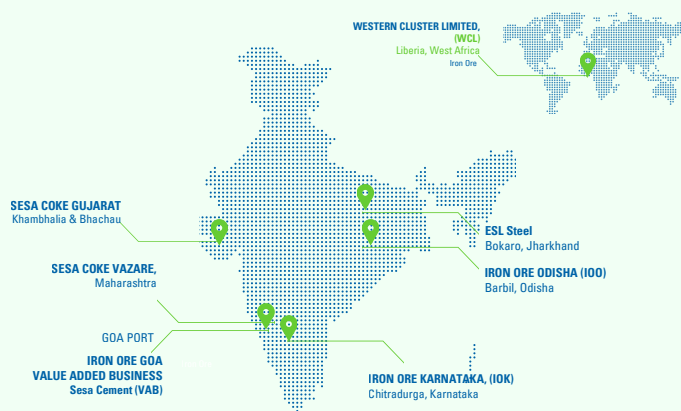 WESTERN CLUSTER LIMITED,
(WCL)
Liberia, West Africa
Iron Ore
SESA COKE GUJARAT
Khambhalia & Bhachau
ESL Steel
Bokaro, Jharkhand
SESA COKE VAZARE,
Maharashtra
IRON ORE ODISHA (IOO)
Barbil, Odisha
GOA PORT
IRON ORE GOA
VALUE ADDED BUSINESS
Sesa Cement (VAB)
IRON ORE KARNATAKA, (IOK)
Chitradurga, Karnataka